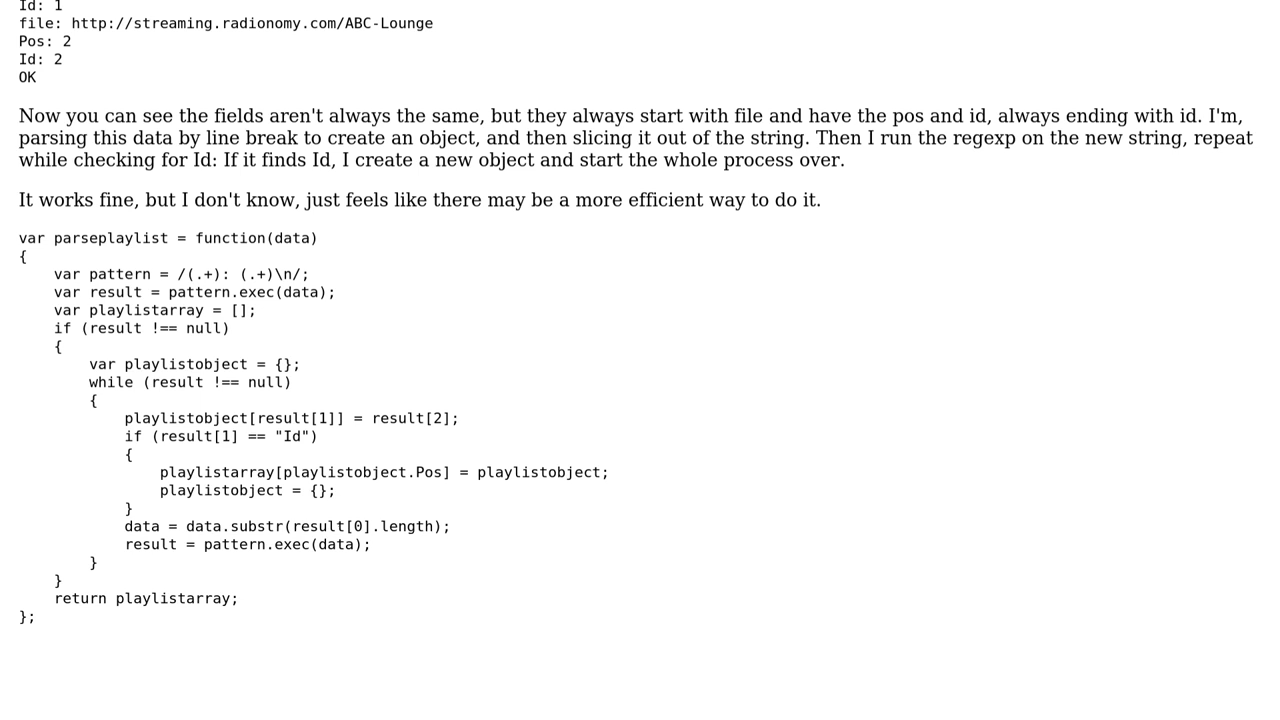 Id: 1
file: http://streaming.radionomy.com/ABC-Lounge
Pos: 2
Id: 2
OK
Now you can see the fields aren't always the same, but they always start with file and have the pos and id, always ending with id. I'm,
parsing this data by line break to create an object, and then slicing it out of the string. Then I run the regexp on the new string, repeat
while checking for Id: If it finds Id, I create a new object and start the whole process over.
It works fine, but I don't know, just feels like there may be a more efficient way to do it.
var parseplaylist = function(data)
{
    var pattern = /(.+): (.+)\n/;
    var result = pattern.exec(data);
    var playlistarray = [];
    if (result !== null)
    {
        var playlistobject = {};
        while (result !== null)
        {
            playlistobject[result[1]] = result[2];
            if (result[1] == "Id")
            {
                playlistarray[playlistobject.Pos] = playlistobject;
                playlistobject = {};
            }
            data = data.substr(result[0].length);
            result = pattern.exec(data);
        }
    }
    return playlistarray;
};